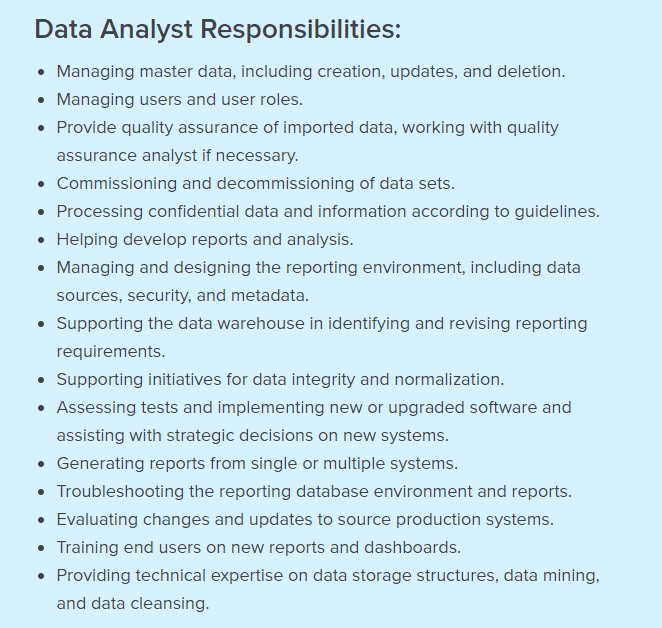 Data Analyst Responsibilities:
• Managing master data, including creation, updates, and deletion.
• Managing users and user roles.
• Provide quality assurance of imported data, working with quality
assurance analyst if necessary.
• Commissioning and decommissioning of data sets.
• Processing confidential data and information according to guidelines.
• Helping develop reports and analysis.
• Managing and designing the reporting environment, including data
sources, security, and metadata.
• Supporting the data warehouse in identifying and revising reporting
requirements.
• Supporting initiatives for data integrity and normalization.
• Assessing tests and implementing new or upgraded software and
assisting with strategic decisions on new systems.
• Generating reports from single or multiple systems.
• Troubleshooting the reporting database environment and reports.
• Evaluating changes and updates to source production systems.
• Training end users on new reports and dashboards.
• Providing technical expertise on data storage structures, data mining,
and data cleansing.